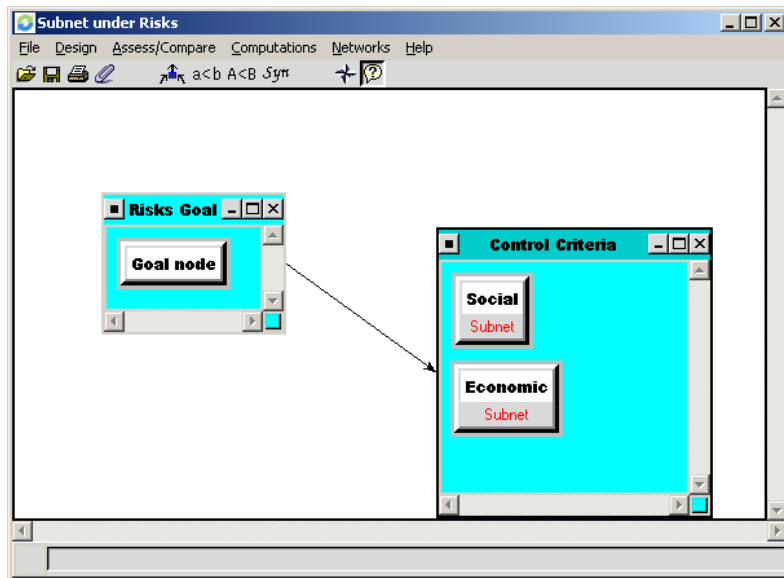 Subnet under Risks
File Design Assess/Compare Computations Networks Help
a<b A<B Syn
Risks Goal
Goal node
Control Criteria
Social
Subnet
Economic
Subnet